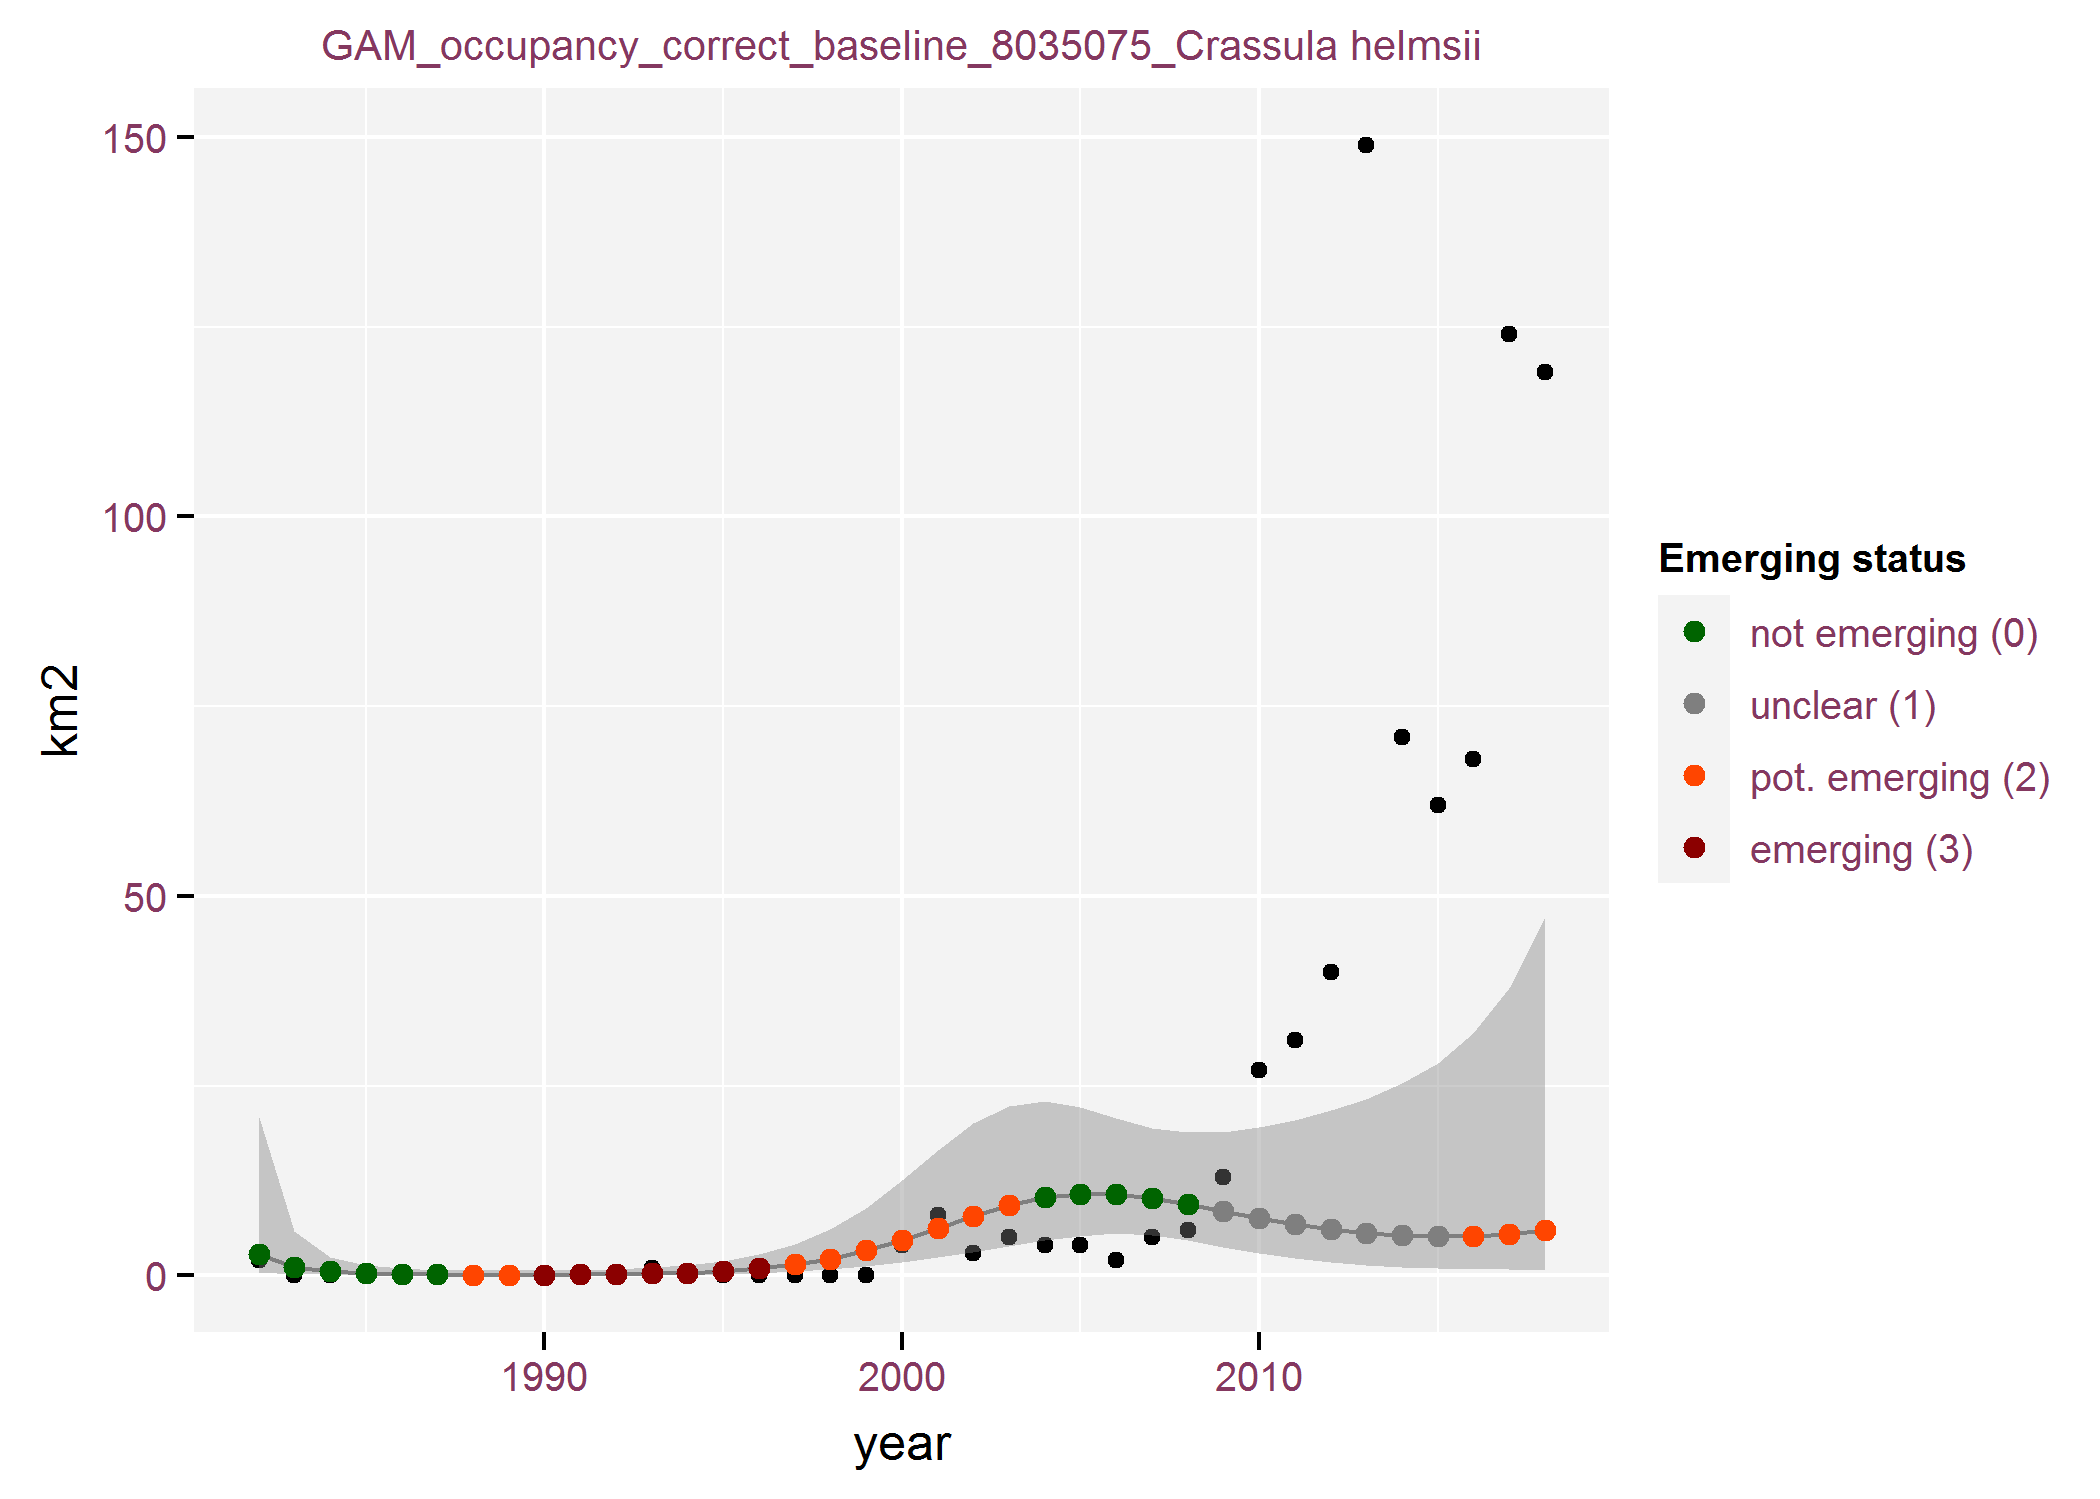 GAM_occupancy_correct_baseline_8035075_Crassula helmsii
150
100
50
0
km2
1990 2000 2010
year
Emerging status
not emerging (0)
unclear (1)
pot. emerging (2)
emerging (3)